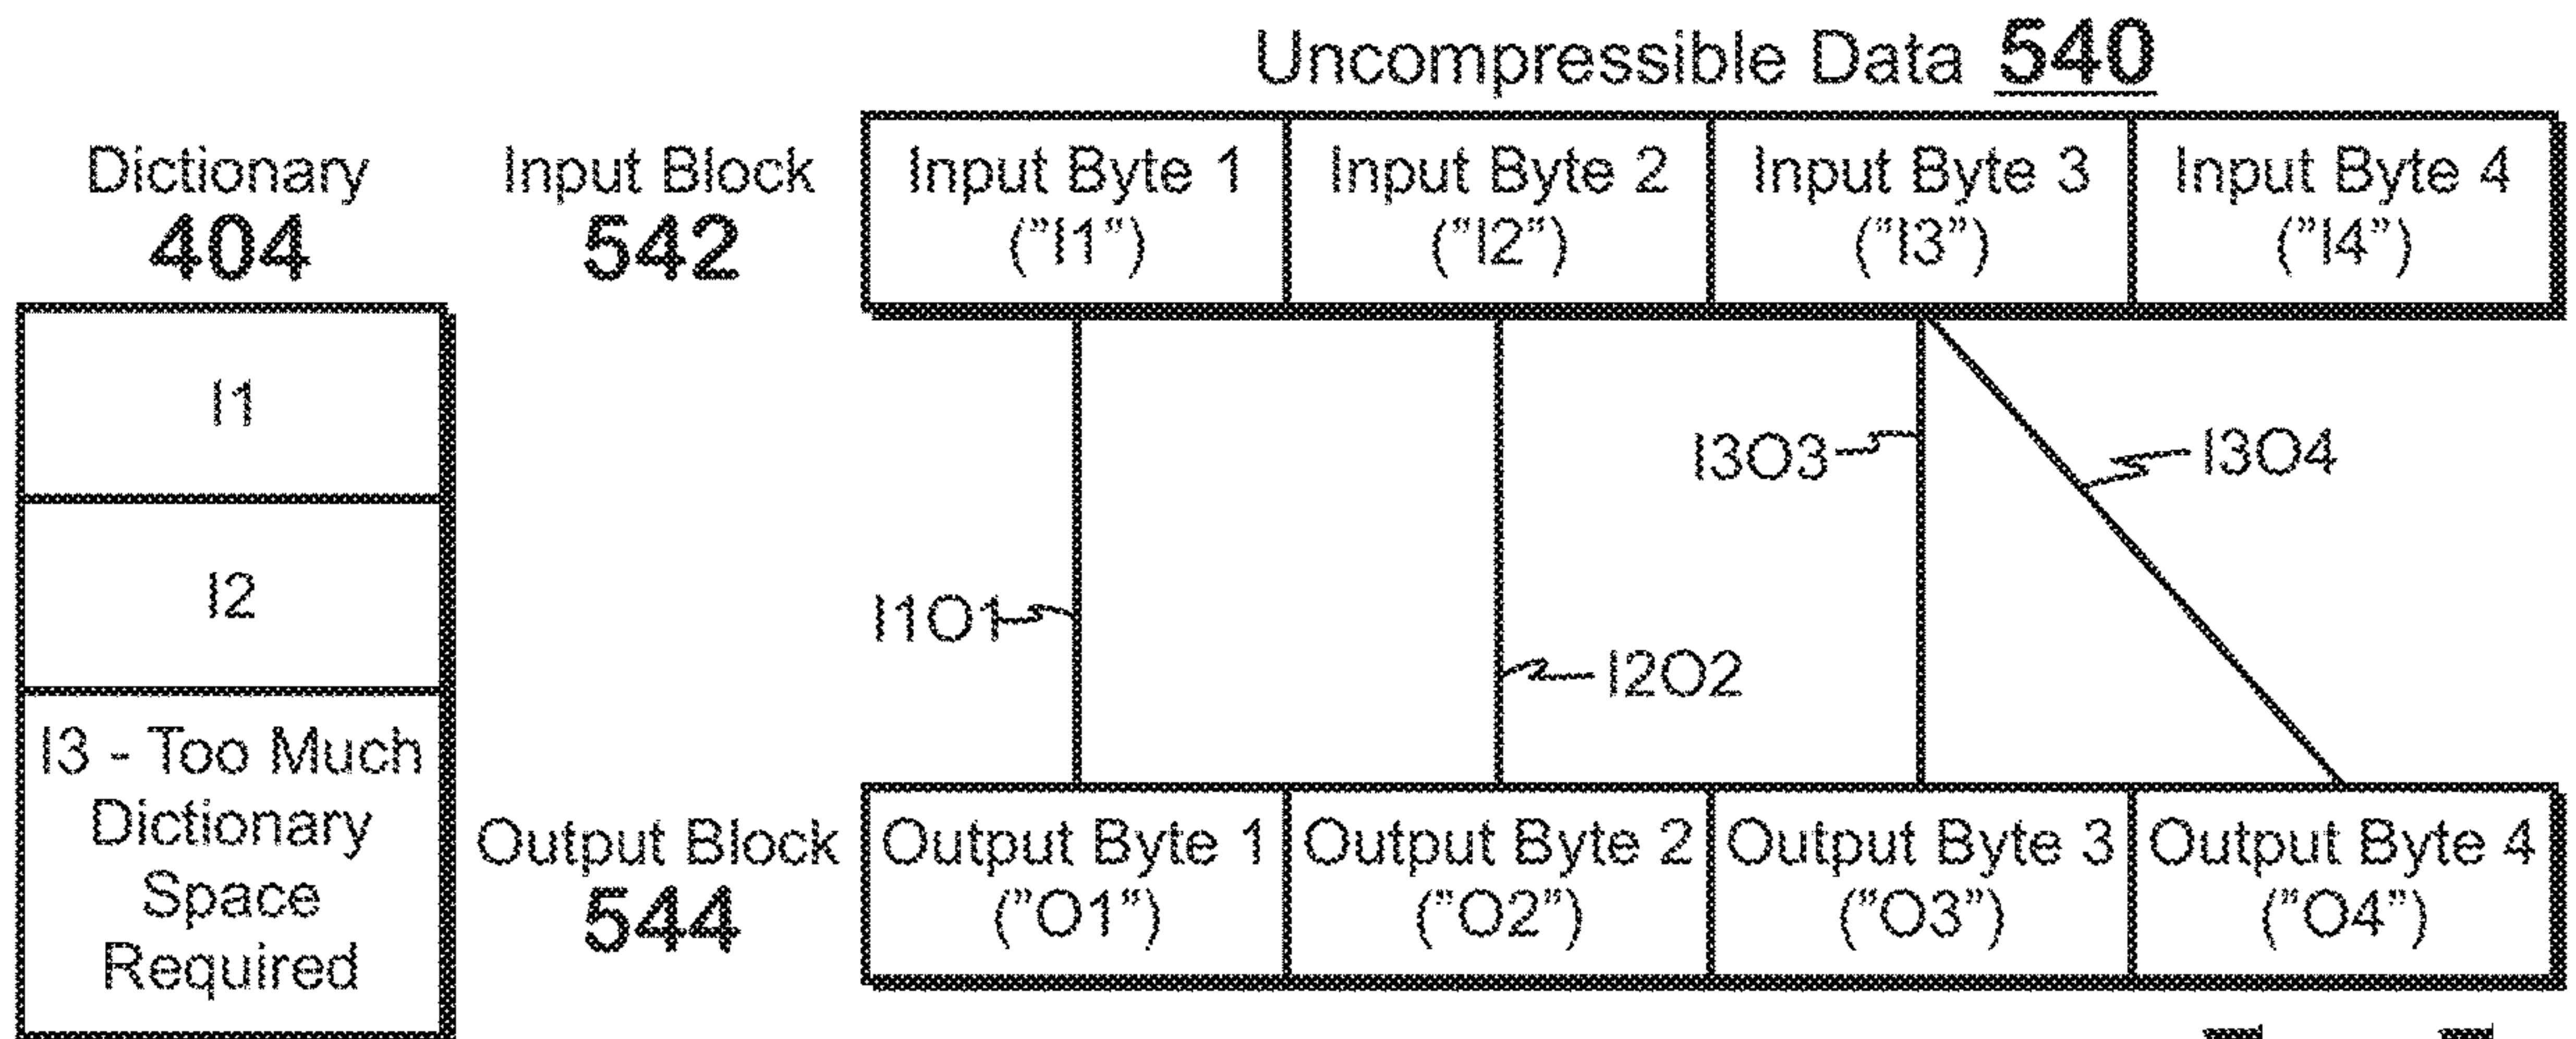 Uncompressible Data 540
Dictionary
404
Input Block
542
Input Byte 1
("I1")
Input Byte 2
("I2")
Input Byte 3
("I3")
Input Byte 4
("I4")
I1
I2
I3 - Too Much
Dictionary
Space
Required
I3O3
I3O4
I1O1
I2O2
Output Block
544
Output Byte 1
("O1")
Output Byte 2
("O2")
Output Byte 3
("O3")
Output Byte 4
("O4")